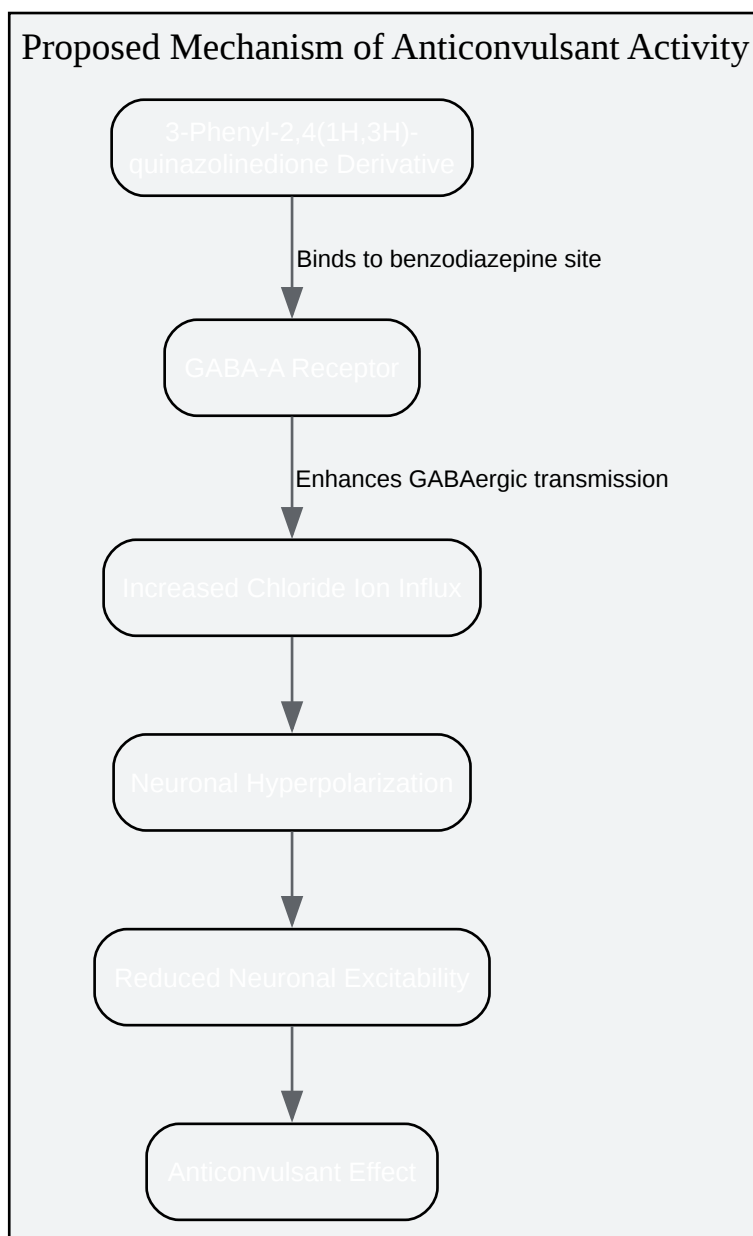 Proposed Mechanism of Anticonvulsant Activity
3-Phenyl-2,4(1H,3H)-
quinazolinedione Derivative
Binds to benzodiazepine site
GABA-A Receptor
Enhances GABAergic transmission
Increased Chloride Ion Influx
Neuronal Hyperpolarization
Reduced Neuronal Excitability
Anticonvulsant Effect